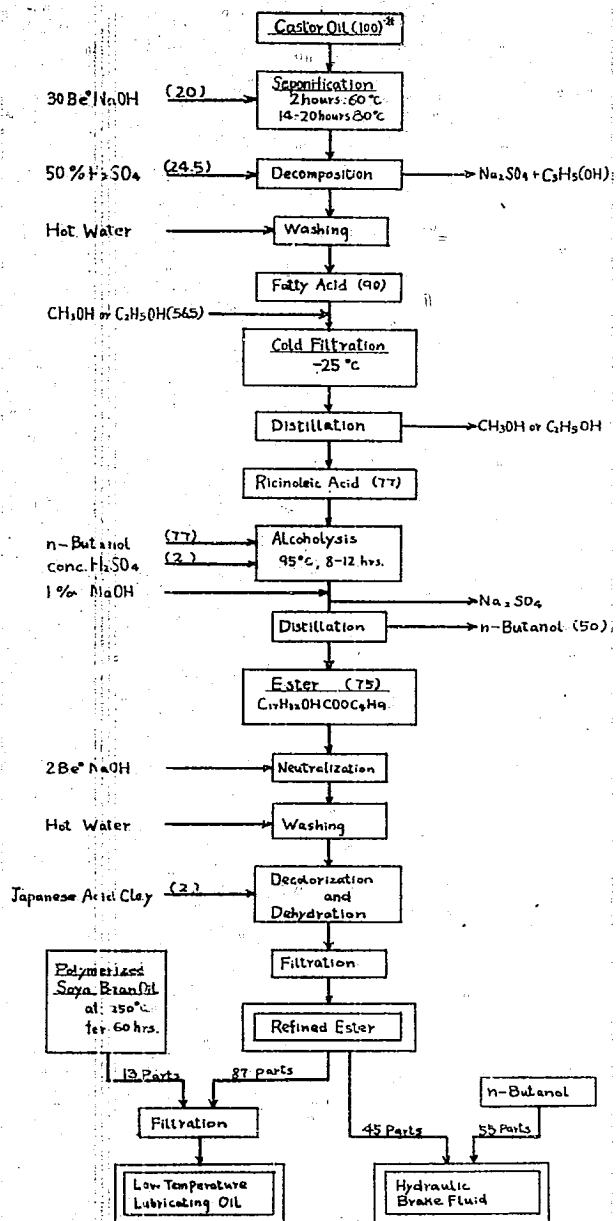 Castor Oil (100)*
30 Be° NaOH (20)
Seponification
2 hours: 60°C
14-20 hours 80°C
50% H₂SO₄ (24.5)
Decomposition
Na₂SO₄ + C₃H₅(OH)
Hot Water
Washing
Fatty Acid (90)
CH₃OH or C₂H₅OH (565)
Cold Filtration
-25°C
Distillation
CH₃OH or C₂H₅OH
Ricinoleic Acid (77)
n-Butanol (77)
conc. H₂SO₄ (2)
Alcoholysis
95°C, 8-12 hrs.
1% NaOH
Na₂SO₄
Distillation
n-Butanol (50)
Ester (75)
C₁₇H₃₂OHCOOC₄H₉
2 Be° NaOH
Neutralization
Hot Water
Washing
Japanese Acid Clay (2)
Decolorization
and
Dehydration
Filtration
Polymerized
Soya Bean Oil
at 250°C
for 60 hrs.
Refined Ester
13 Parts
87 Parts
n-Butanol
Filtration
45 Parts
55 Parts
Low Temperature
Lubricating Oil
Hydraulic
Brake Fluid